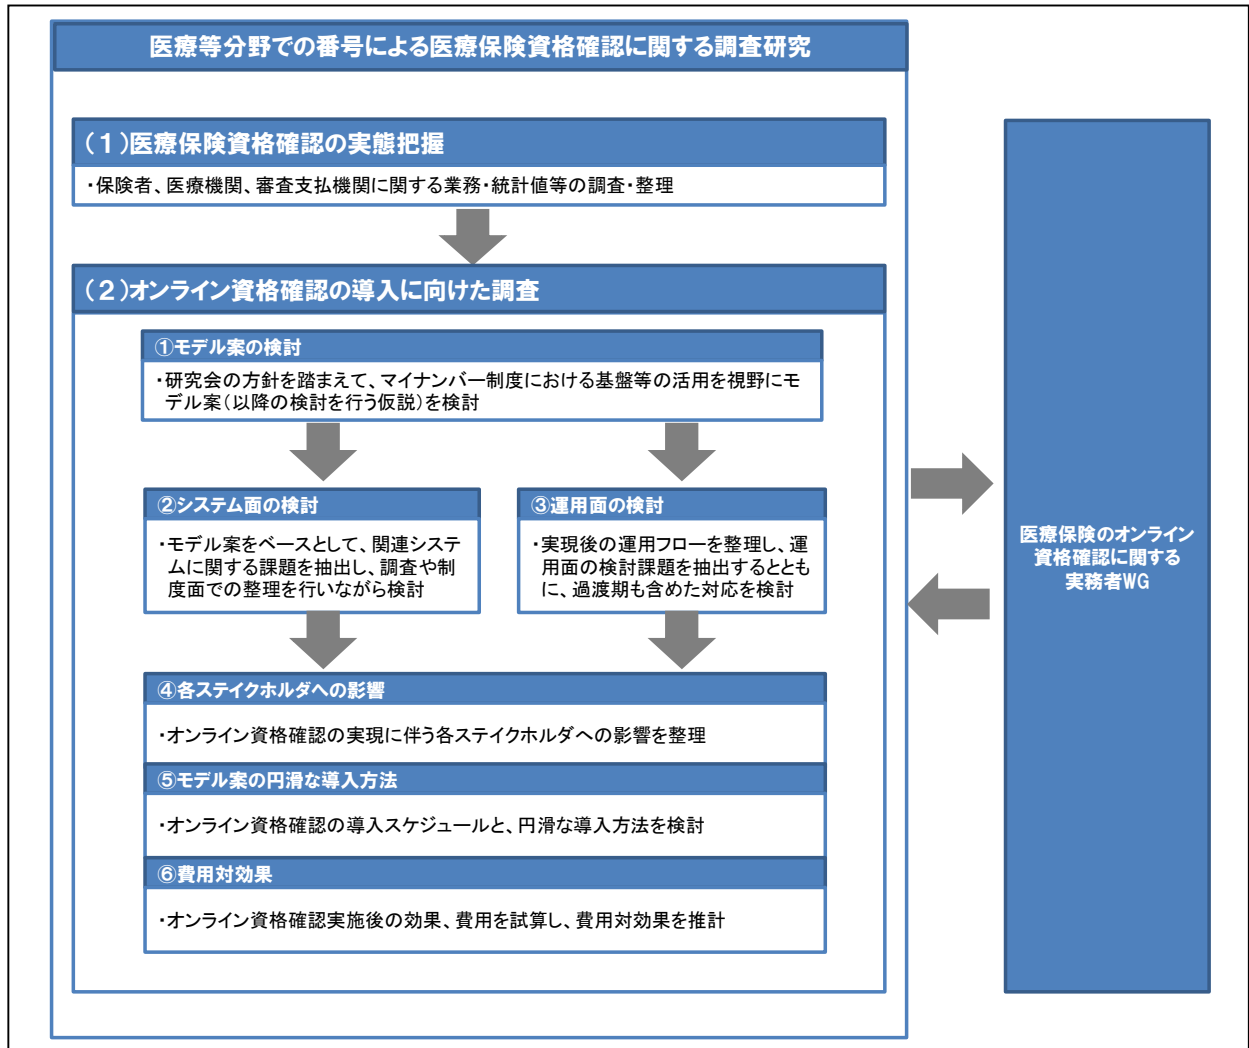 医療等分野での番号による医療保険資格確認に関する調査研究
(1)医療保険資格確認の実態把握
・保険者、医療機関、審査支払機関に関する業務・統計値等の調査・整理
(2)オンライン資格確認の導入に向けた調査
①モデル案の検討
・研究会の方針を踏まえて、マイナンバー制度における基盤等の活用を視野にモ
デル案(以降の検討を行う仮説)を検討
②システム面の検討
・モデル案をベースとして、関連システ
ムに関する課題を抽出し、調査や制
度面での整理を行いながら検討
③運用面の検討
・実現後の運用フローを整理し、運
用面の検討課題を抽出するととも
に、過渡期も含めた対応を検討
④各ステイクホルダへの影響
・オンライン資格確認の実現に伴う各ステイクホルダへの影響を整理
⑤モデル案の円滑な導入方法
・オンライン資格確認の導入スケジュールと、円滑な導入方法を検討
⑥費用対効果
・オンライン資格確認実施後の効果、費用を試算し、費用対効果を推計
医療保険のオンライン
資格確認に関する
実務者WG